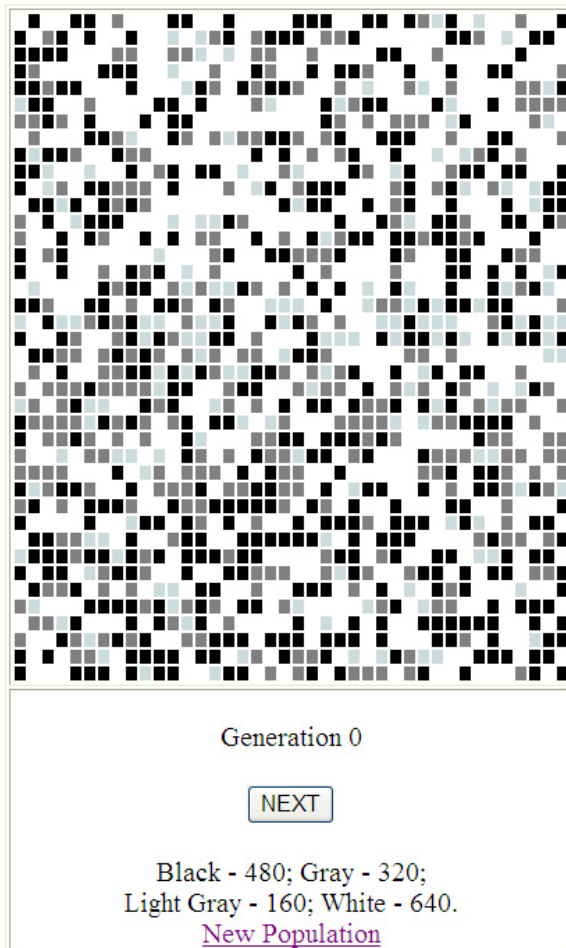 Generation 0
NEXT
Black - 480; Gray - 320;
Light Gray - 160; White - 640.
New Population